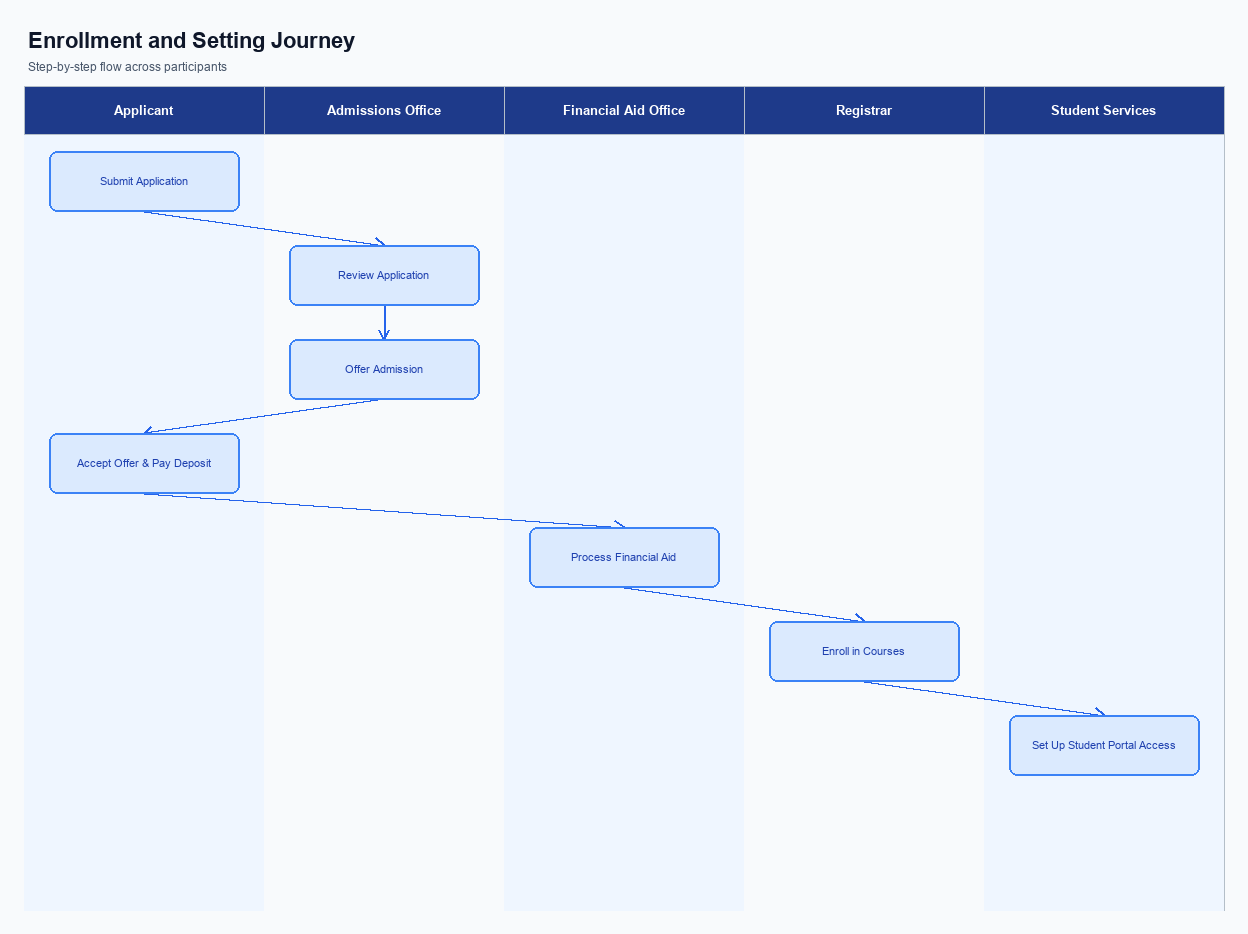 Enrollment and Setting Journey
Step-by-step flow across participants
Applicant
Admissions Office
Financial Aid Office
Registrar
Student Services
Submit Application
Review Application
Offer Admission
Accept Offer & Pay Deposit
Process Financial Aid
Enroll in Courses
Set Up Student Portal Access